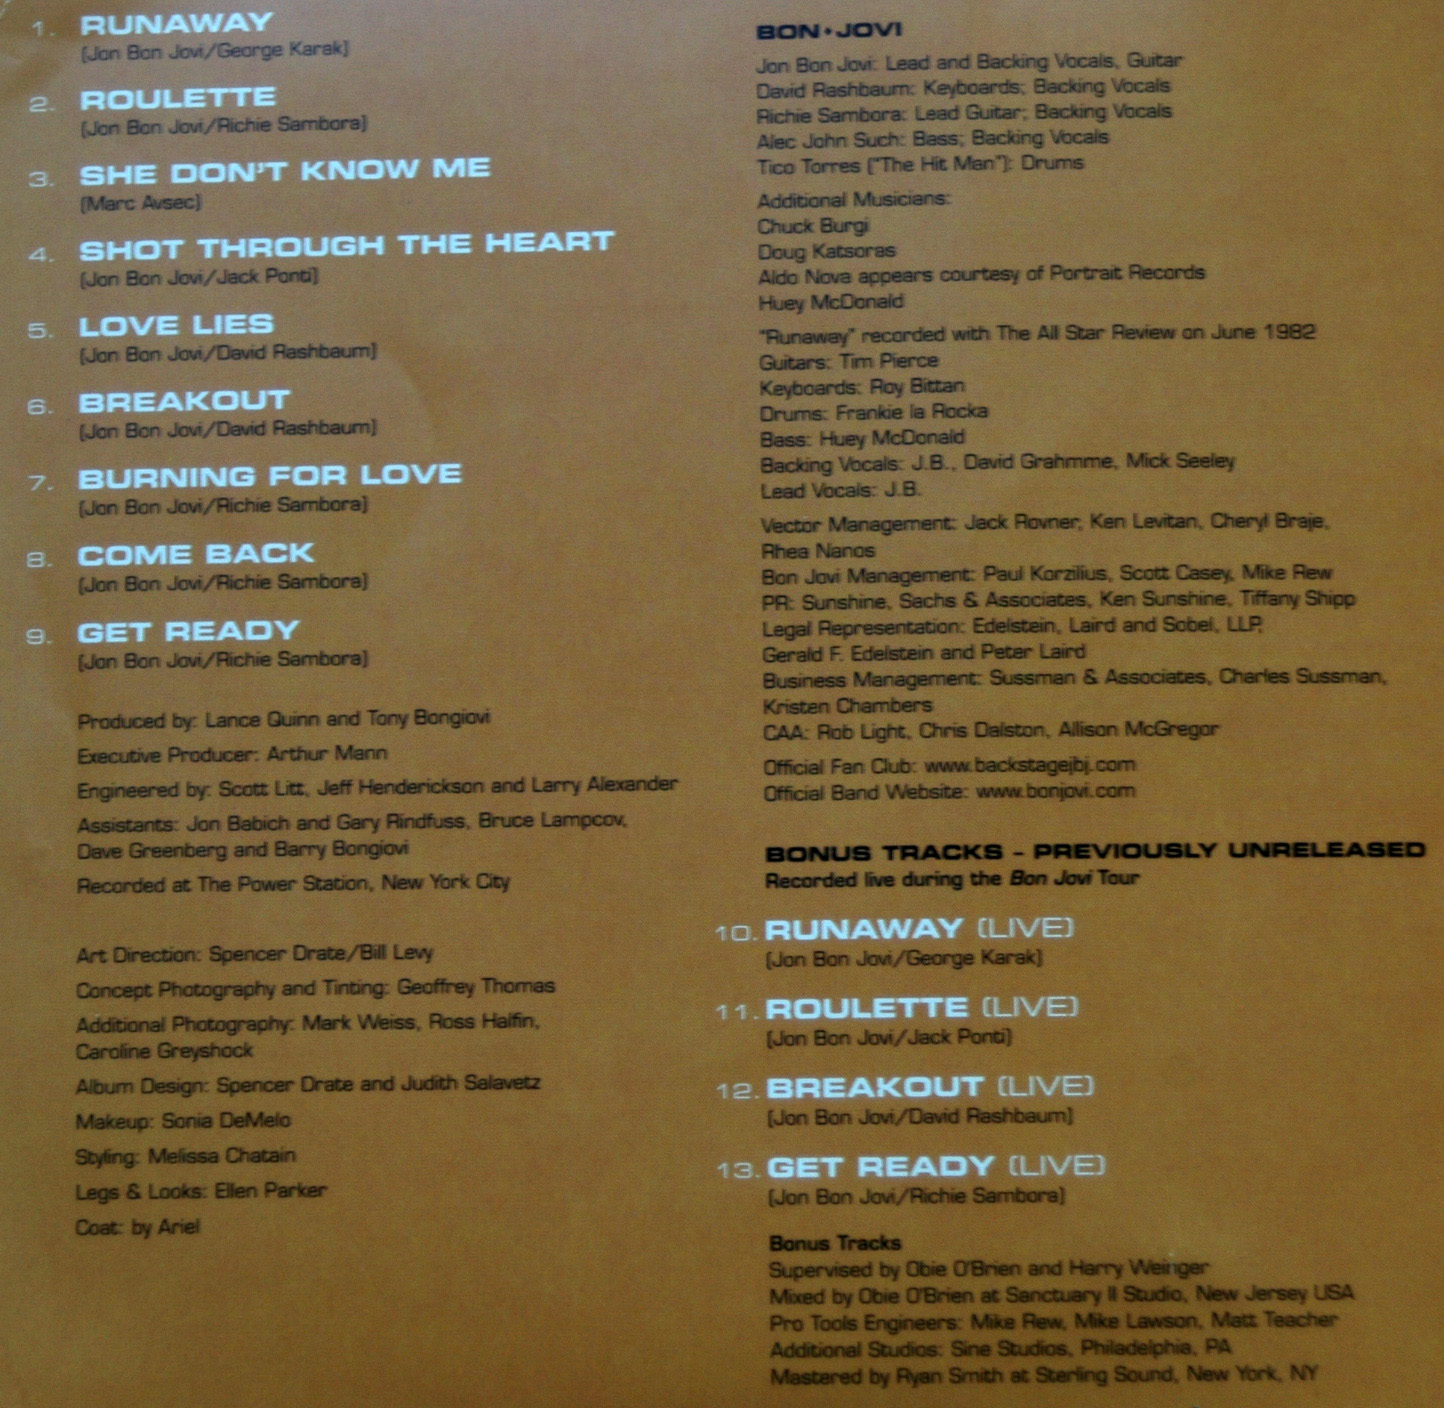 1. RUNAWAY
(Jon Bon Jovi/George Karak)
2. ROULETTE
(Jon Bon Jovi/Richie Sambora)
3. SHE DON'T KNOW ME
(Marc Avsec)
4. SHOT THROUGH THE HEART
(Jon Bon Jovi/Jack Ponti)
5. LOVE LIES
(Jon Bon Jovi/David Rashbaum)
6. BREAKOUT
(Jon Bon Jovi/David Rashbaum)
7. BURNING FOR LOVE
(Jon Bon Jovi/Richie Sambora)
8. COME BACK
(Jon Bon Jovi/Richie Sambora)
9. GET READY
(Jon Bon Jovi/Richie Sambora)
Produced by: Lance Quinn and Tony Bongiovi
Executive Producer: Arthur Mann
Engineered by: Scott Litt, Jeff Henderickson and Larry Alexander
Assistants: Jon Babich and Gary Rindfuss, Bruce Lampcov,
Dave Greenberg and Barry Bongiovi
Recorded at The Power Station, New York City
Art Direction: Spencer Drate/Bill Levy
Concept Photography and Tinting: Geoffrey Thomas
Additional Photography: Mark Weiss, Ross Halfin,
Caroline Greyshock
Album Design: Spencer Drate and Judith Salavetz
Makeup: Sonia DeMelo
Styling: Melissa Chatain
Legs & Looks: Ellen Parker
Coat: by Ariel
BON•JOVI
Jon Bon Jovi: Lead and Backing Vocals, Guitar
David Rashbaum: Keyboards; Backing Vocals
Richie Sambora: Lead Guitar; Backing Vocals
Alec John Such: Bass; Backing Vocals
Tico Torres ("The Hit Man"): Drums
Additional Musicians:
Chuck Burgi
Doug Katsoras
Aldo Nova appears courtesy of Portrait Records
Huey McDonald
"Runaway" recorded with The All Star Review on June 1982
Guitars: Tim Pierce
Keyboards: Roy Bittan
Drums: Frankie la Rocka
Bass: Huey McDonald
Backing Vocals: J.B., David Grahmme, Mick Seeley
Lead Vocals: J.B.
Vector Management: Jack Rovner, Ken Levitan, Cheryl Braje,
Rhea Nanos
Bon Jovi Management: Paul Korzilius, Scott Casey, Mike Rew
PR: Sunshine, Sachs & Associates, Ken Sunshine, Tiffany Shipp
Legal Representation: Edelstein, Laird and Sobel, LLP,
Gerald F. Edelstein and Peter Laird
Business Management: Sussman & Associates, Charles Sussman,
Kristen Chambers
CAA: Rob Light, Chris Dalston, Allison McGregor
Official Fan Club: www.backstagejbj.com
Official Band Website: www.bonjovi.com
BONUS TRACKS - PREVIOUSLY UNRELEASED
Recorded live during the Bon Jovi Tour
10. RUNAWAY (LIVE)
(Jon Bon Jovi/George Karak)
11. ROULETTE (LIVE)
(Jon Bon Jovi/Jack Ponti)
12. BREAKOUT (LIVE)
(Jon Bon Jovi/David Rashbaum)
13. GET READY (LIVE)
(Jon Bon Jovi/Richie Sambora)
Bonus Tracks
Supervised by Obie O'Brien and Harry Weinger
Mixed by Obie O'Brien at Sanctuary II Studio, New Jersey USA
Pro Tools Engineers: Mike Rew, Mike Lawson, Matt Teacher
Additional Studios: Sine Studios, Philadelphia, PA
Mastered by Ryan Smith at Sterling Sound, New York, NY